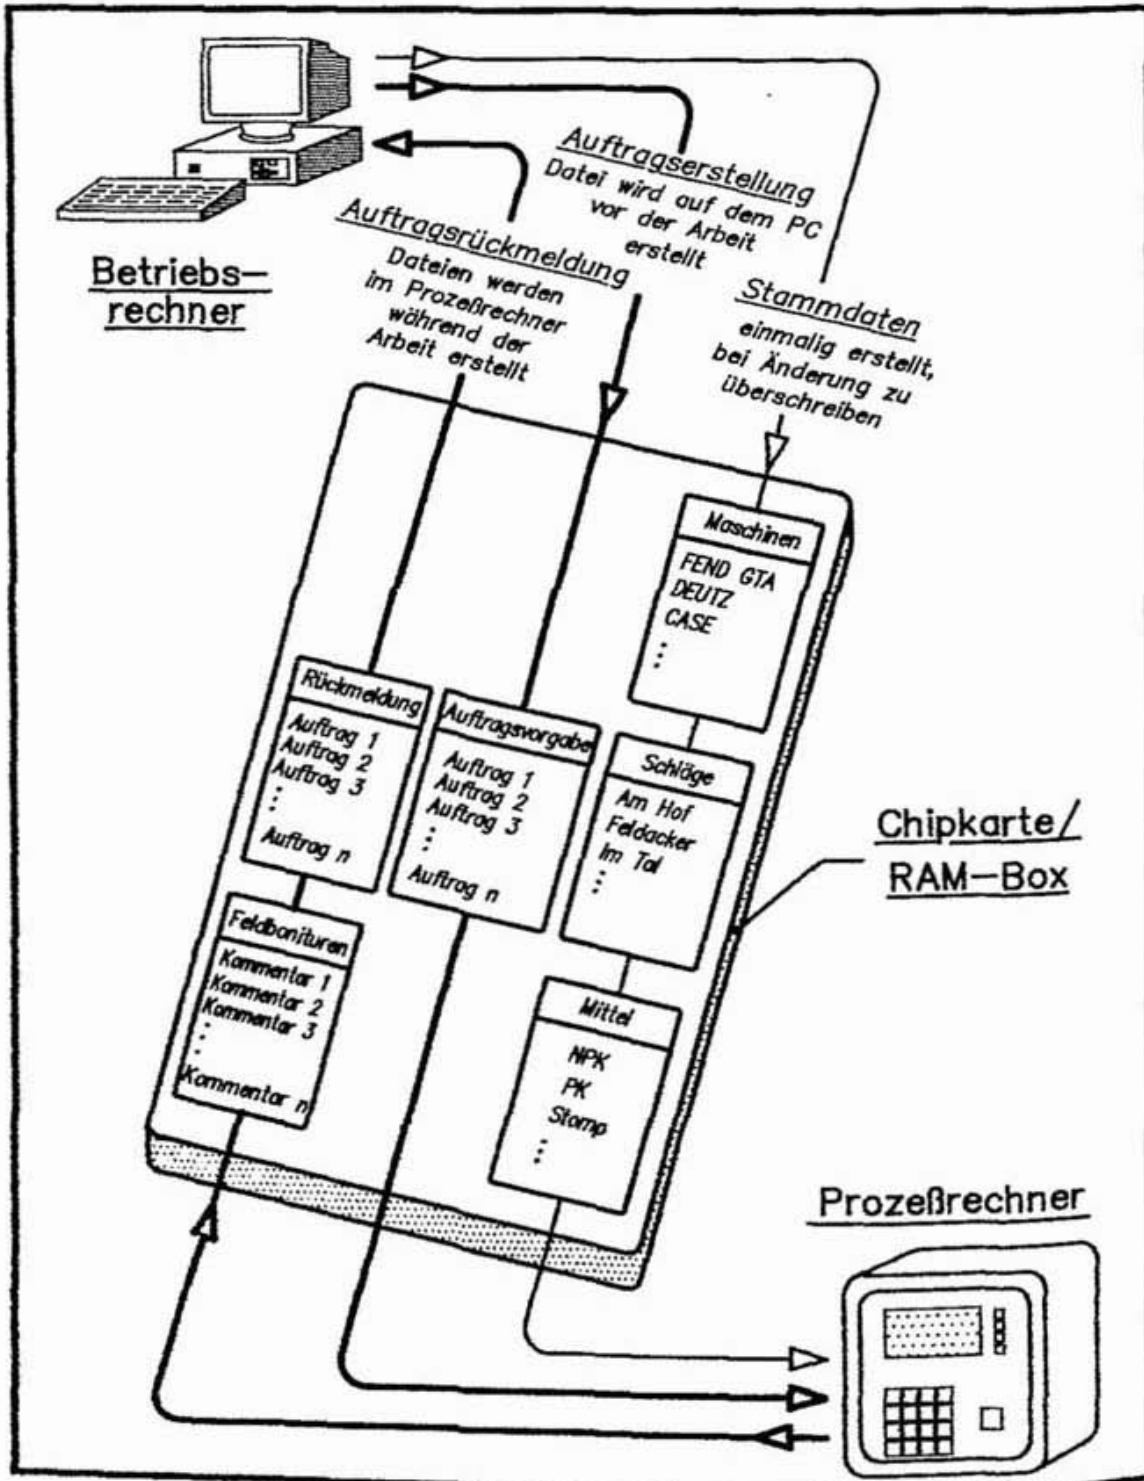 Auftragserstellung
Datei wird auf dem PC
vor der Arbeit
erstellt
Auftragsrückmeldung
Dateien werden
im Prozeßrechner
während der
Arbeit erstellt
Betriebs-
rechner
Stammdaten
einmalig erstellt,
bei Änderung zu
überschreiben
Maschinen
FEND GTA
DEUTZ
CASE
Rückmeldung
Auftrag 1
Auftrag 2
Auftrag 3
Auftrag n
Auftragsvorgabe
Auftrag 1
Auftrag 2
Auftrag 3
Auftrag n
Schläge
Am Hof
Feldacker
Im Tal
Chipkarte/
RAM-Box
Feldbonituren
Kommentar 1
Kommentar 2
Kommentar 3
Kommentar n
Mittel
NPK
PK
Stomp
Prozeßrechner